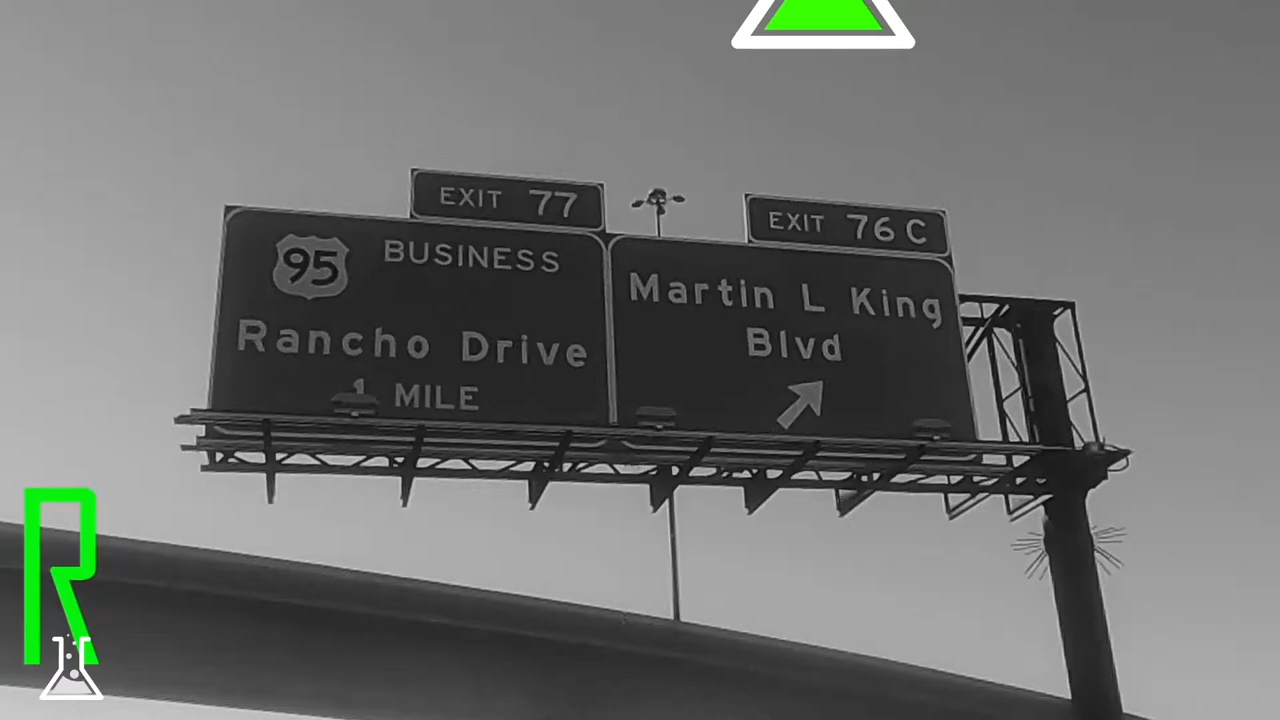 EXIT 77
95 BUSINESS
Rancho Drive
1 MILE
EXIT 76 C
Martin L King
Blvd
R